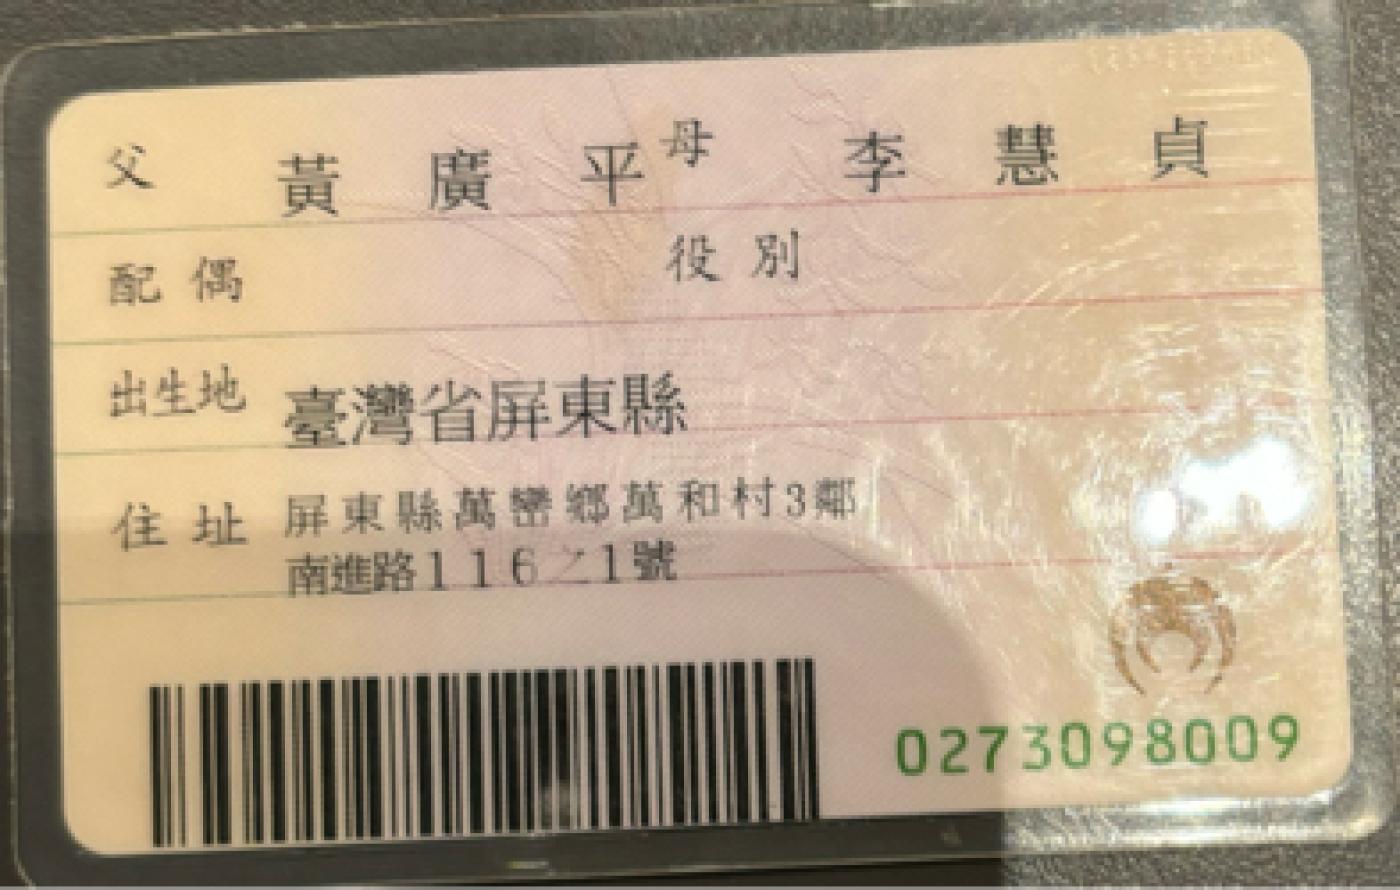 父 黃廣平 母 李慧貞
配偶 役別
出生地 臺灣省屏東縣
住址 屏東縣萬巒鄉萬和村3鄰
南進路116之1號
0273098009